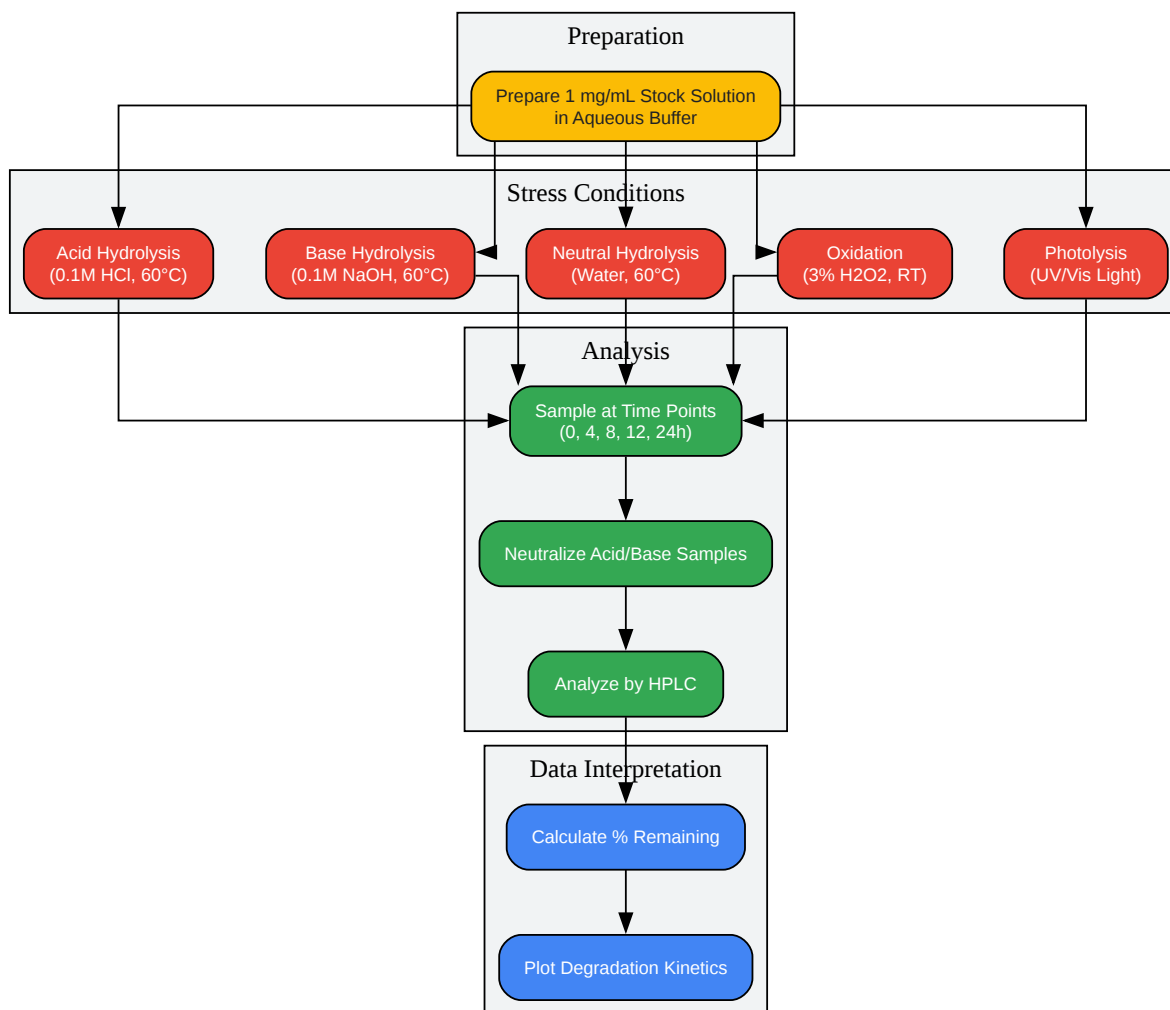 Preparation
Prepare 1 mg/mL Stock Solution
in Aqueous Buffer
Stress Conditions
Acid Hydrolysis
(0.1M HCl, 60°C)
Base Hydrolysis
(0.1M NaOH, 60°C)
Neutral Hydrolysis
(Water, 60°C)
Oxidation
(3% H2O2, RT)
Photolysis
(UV/Vis Light)
Analysis
Sample at Time Points
(0, 4, 8, 12, 24h)
Neutralize Acid/Base Samples
Analyze by HPLC
Data Interpretation
Calculate % Remaining
Plot Degradation Kinetics